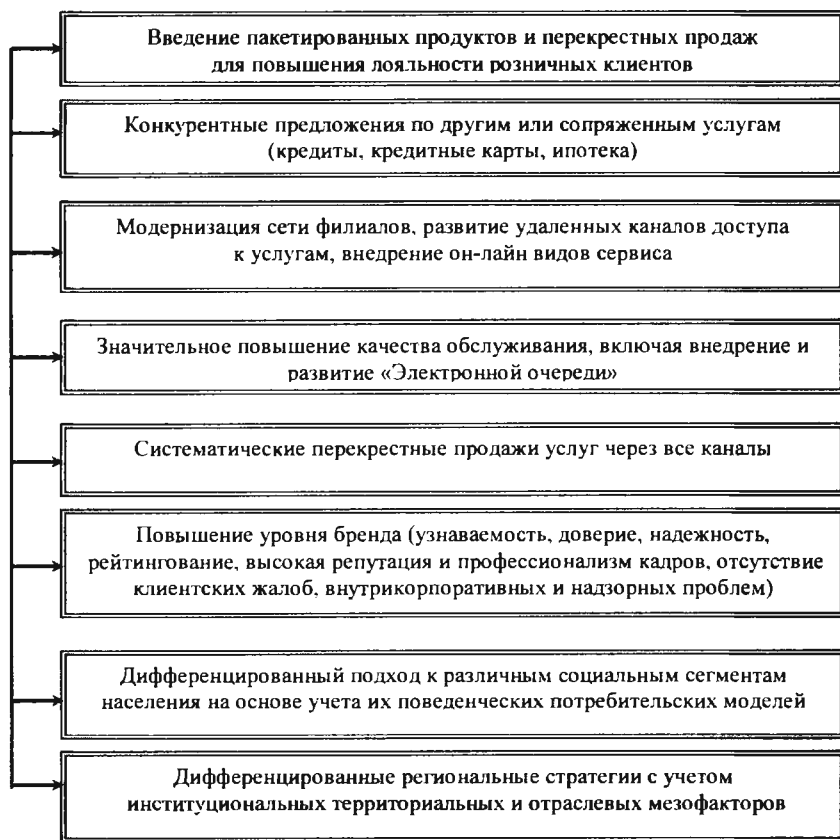 Введение пакетированных продуктов и перекрестных продаж
для повышения лояльности розничных клиентов
Конкурентные предложения по другим или сопряженным услугам
(кредиты, кредитные карты, ипотека)
Модернизация сети филиалов, развитие удаленных каналов доступа
к услугам, внедрение он-лайн видов сервиса
Значительное повышение качества обслуживания, включая внедрение и
развитие «Электронной очереди»
Систематические перекрестные продажи услуг через все каналы
Повышение уровня бренда (узнаваемость, доверие, надежность,
рейтингование, высокая репутация и профессионализм кадров, отсутствие
клиентских жалоб, внутрикорпоративных и надзорных проблем)
Дифференцированный подход к различным социальным сегментам
населения на основе учета их поведенческих потребительских моделей
Дифференцированные региональные стратегии с учетом
институциональных территориальных и отраслевых мезофакторов